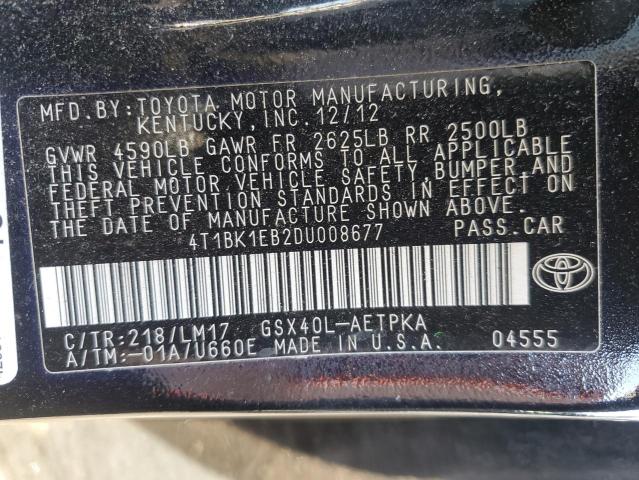 MFD.BY:TOYOTA MOTOR MANUFACTURING,
KENTUCKY,INC.12/12
GVWR 4590LB GAWR FR 2625LB RR 2500LB
THIS VEHICLE CONFORMS TO ALL APPLICABLE
FEDERAL MOTOR VEHICLE SAFETY,BUMPER,AND
THEFT PREVENTION STANDARDS IN EFFECT ON
THE DATE OF MANUFACTURE SHOWN ABOVE.
4T1BK1EB2DU008677 PASS.CAR
C/TR:218/LM17 GSX40L-AETPKA
A/TM:-01A/U660E MADE IN U.S.A. 04555